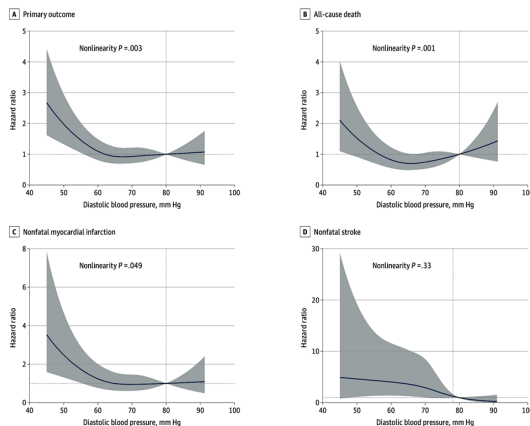 A Primary outcome
5
4
3
2
1
0
Hazard ratio
Nonlinearity P =.003
40 50 60 70 80 90 100
Diastolic blood pressure, mm Hg
B All-cause death
5
4
3
2
1
0
Hazard ratio
Nonlinearity P =.001
40 50 60 70 80 90 10
Diastolic blood pressure, mm Hg
C Nonfatal myocardial infarction
8
6
4
2
0
Hazard ratio
Nonlinearity P =.049
40 50 60 70 80 90 100
Diastolic blood pressure, mm Hg
D Nonfatal stroke
30
20
10
0
Hazard ratio
Nonlinearity P =.33
40 50 60 70 80 90 10
Diastolic blood pressure, mm Hg